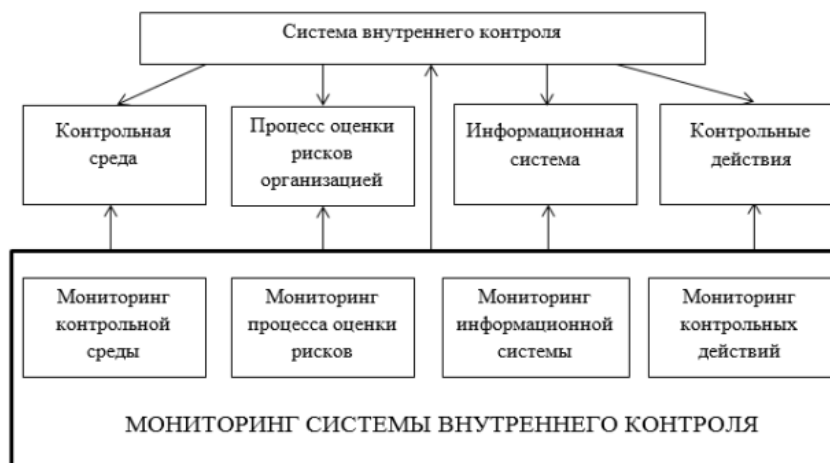 Система внутреннего контроля
Контрольная
среда
Процесс оценки
рисков
организацией
Информационная
система
Контрольные
действия
Мониторинг
контрольной
среды
Мониторинг
процесса оценки
рисков
Мониторинг
информационной
системы
Мониторинг
контрольных
действий
МОНИТОРИНГ СИСТЕМЫ ВНУТРЕННЕГО КОНТРОЛЯ